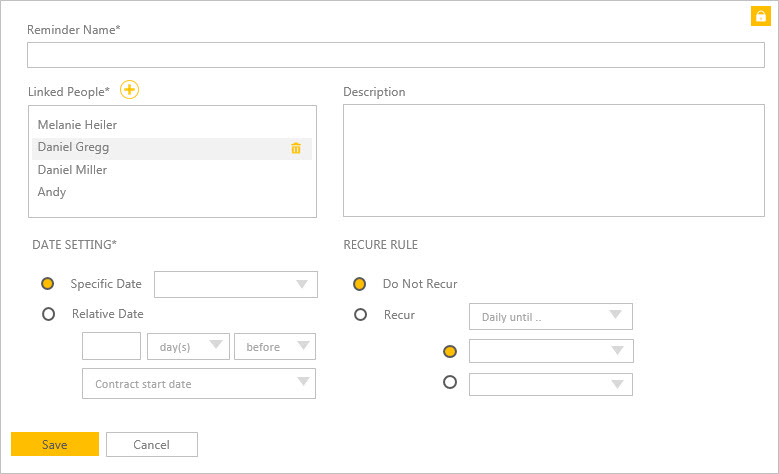 Reminder Name*
Linked People*
Description
Melanie Heiler
Daniel Gregg
Daniel Miller
Andy
DATE SETTING*
RECURE RULE
Specific Date
Do Not Recur
Relative Date
Recur
Daily until ..
day(s)
before
Contract start date
Save
Cancel